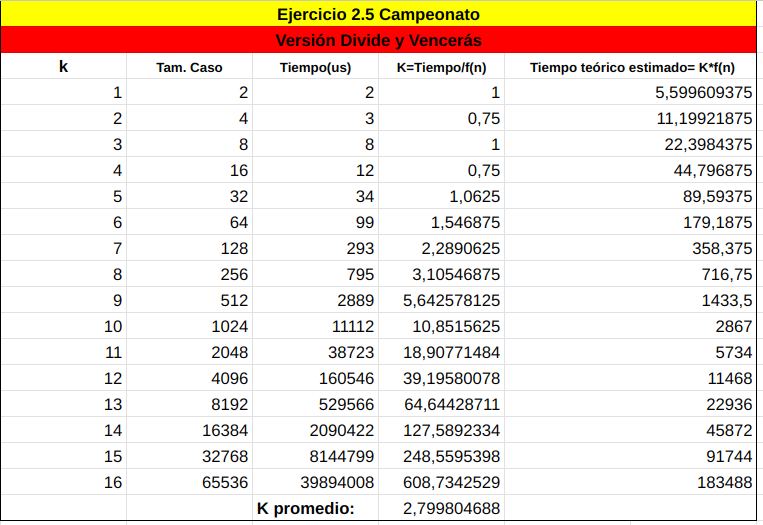 Ejercicio 2.5 Campeonato
Versión Divide y Vencerás
k Tam. Caso Tiempo(us) K=Tiempo/f(n) Tiempo teórico estimado= K*f(n)
1 2 2 1 5,599609375
2 4 3 0,75 11,19921875
3 8 8 1 22,3984375
4 16 12 0,75 44,796875
5 32 34 1,0625 89,59375
6 64 99 1,546875 179,1875
7 128 293 2,2890625 358,375
8 256 795 3,10546875 716,75
9 512 2889 5,642578125 1433,5
10 1024 11112 10,8515625 2867
11 2048 38723 18,90771484 5734
12 4096 160546 39,19580078 11468
13 8192 529566 64,64428711 22936
14 16384 2090422 127,5892334 45872
15 32768 8144799 248,5595398 91744
16 65536 39894008 608,7342529 183488
K promedio: 2,799804688